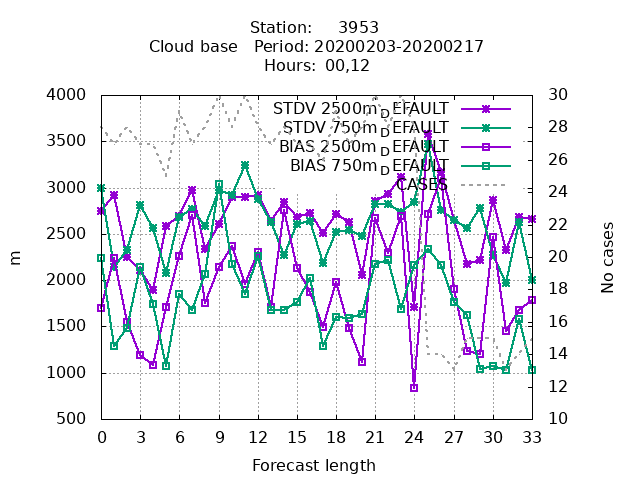 Station: 3953
Cloud base Period: 20200203-20200217
Hours: 00,12
STDV 2500m_DEFAULT
STDV 750m_DEFAULT
BIAS 2500m_DEFAULT
BIAS 750m_DEFAULT
CASES
4000
3500
3000
2500
2000
1500
1000
500
m
30
28
26
24
22
20
18
16
14
12
10
No cases
0 3 6 9 12 15 18 21 24 27 30 33
Forecast length